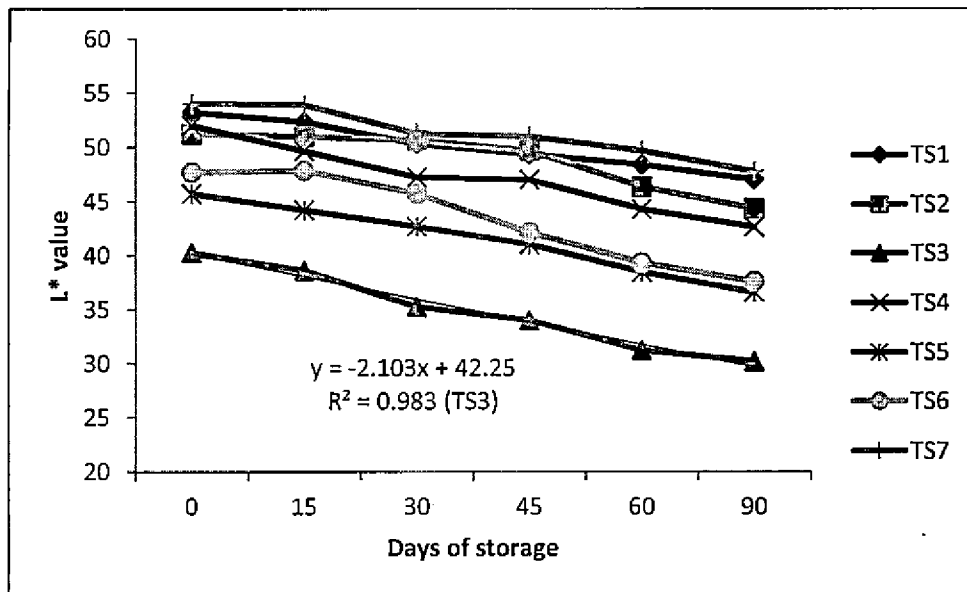 60
55
50
45
40
35
30
25
20
L* value
y = -2.103x + 42.25
R² = 0.983 (TS3)
0 15 30 45 60 90
Days of storage
TS1
TS2
TS3
TS4
TS5
TS6
TS7